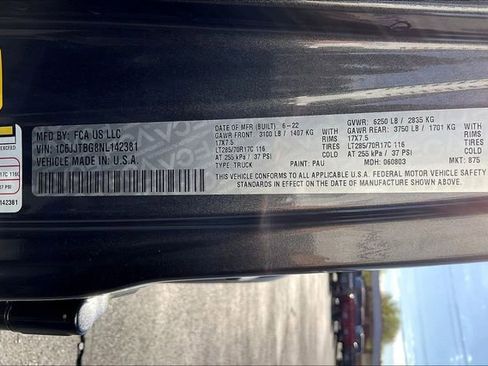 MFD BY: FCA US LLC
VIN: 1C6JJTBG8NL142381
VEHICLE MADE IN U.S.A.
DATE OF MFR (BUILT) 6-22
GAWR FRONT 3100 LB / 1407 KG
WITH
17X7.5
RIMS
LT285/70R17C 116
TIRES
AT 255 kPa / 37 PSI
COLD
TYPE: TRUCK
PAINT: PAU
GVWR: 6250 LB / 2835 KG
GAWR REAR: 3750 LB / 1701 KG
WITH
17X7.5
RIMS
LT285/70R17C 116
TIRES
AT 255 kPa / 37 PSI
COLD
MDH: 060803
MKT: 875
THIS VEHICLE CONFORMS TO ALL APPLICABLE U.S.A. FEDERAL MOTOR VEHICLE SAFETY
STANDARDS IN EFFECT ON THE DATE OF MANUFACTURE SHOWN ABOVE.
142381